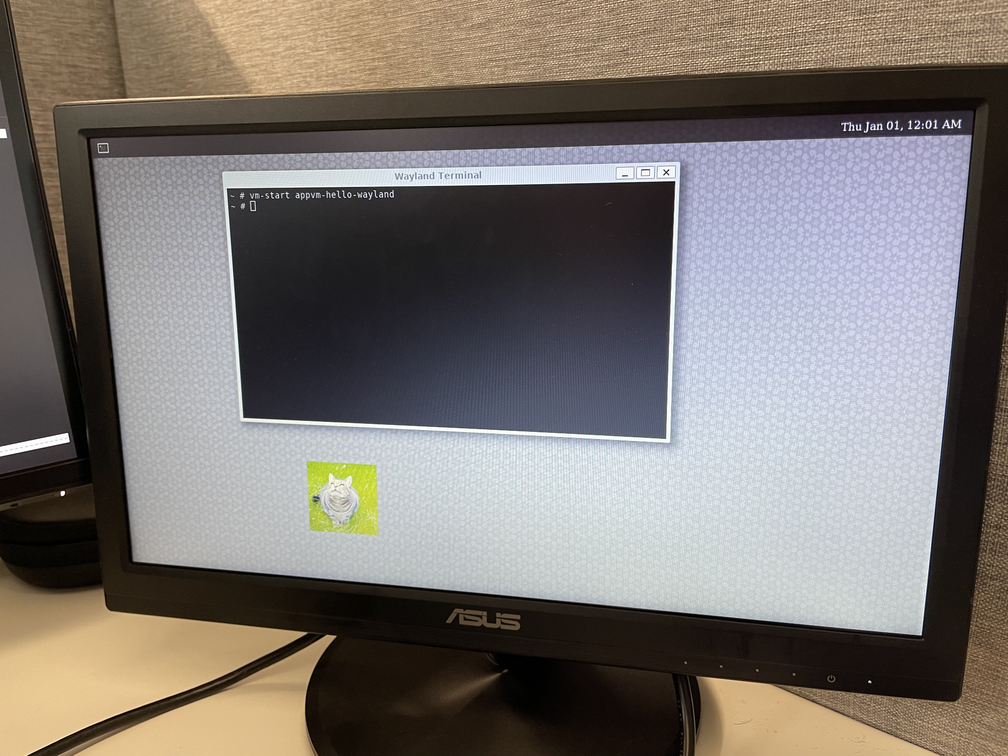 Thu Jan 01, 12:01 AM
Wayland Terminal
~ # vm-start appvm-hello-wayland
~ #
ASUS